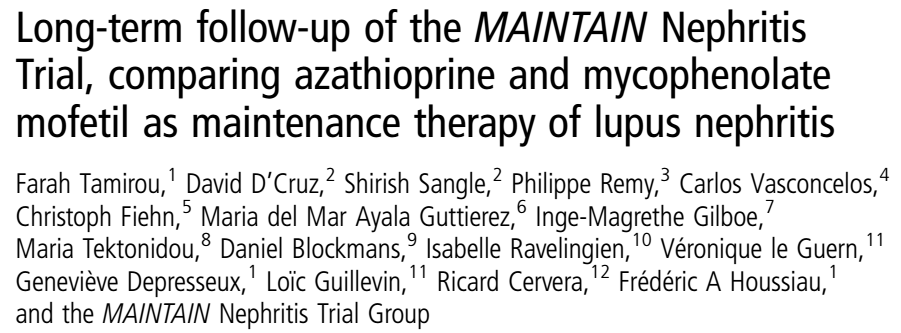 Long-term follow-up of the MAINTAIN Nephritis
Trial, comparing azathioprine and mycophenolate
mofetil as maintenance therapy of lupus nephritis
Farah Tamirou,1 David D'Cruz,2 Shirish Sangle,2 Philippe Remy,3 Carlos Vasconcelos,4
Christoph Fiehn,5 Maria del Mar Ayala Guttierez,6 Inge-Magrethe Gilboe,7
Maria Tektonidou,8 Daniel Blockmans,9 Isabelle Ravelingien,10 Véronique le Guern,11
Geneviève Depresseux,1 Loïc Guillevin,11 Ricard Cervera,12 Frédéric A Houssiau,1
and the MAINTAIN Nephritis Trial Group